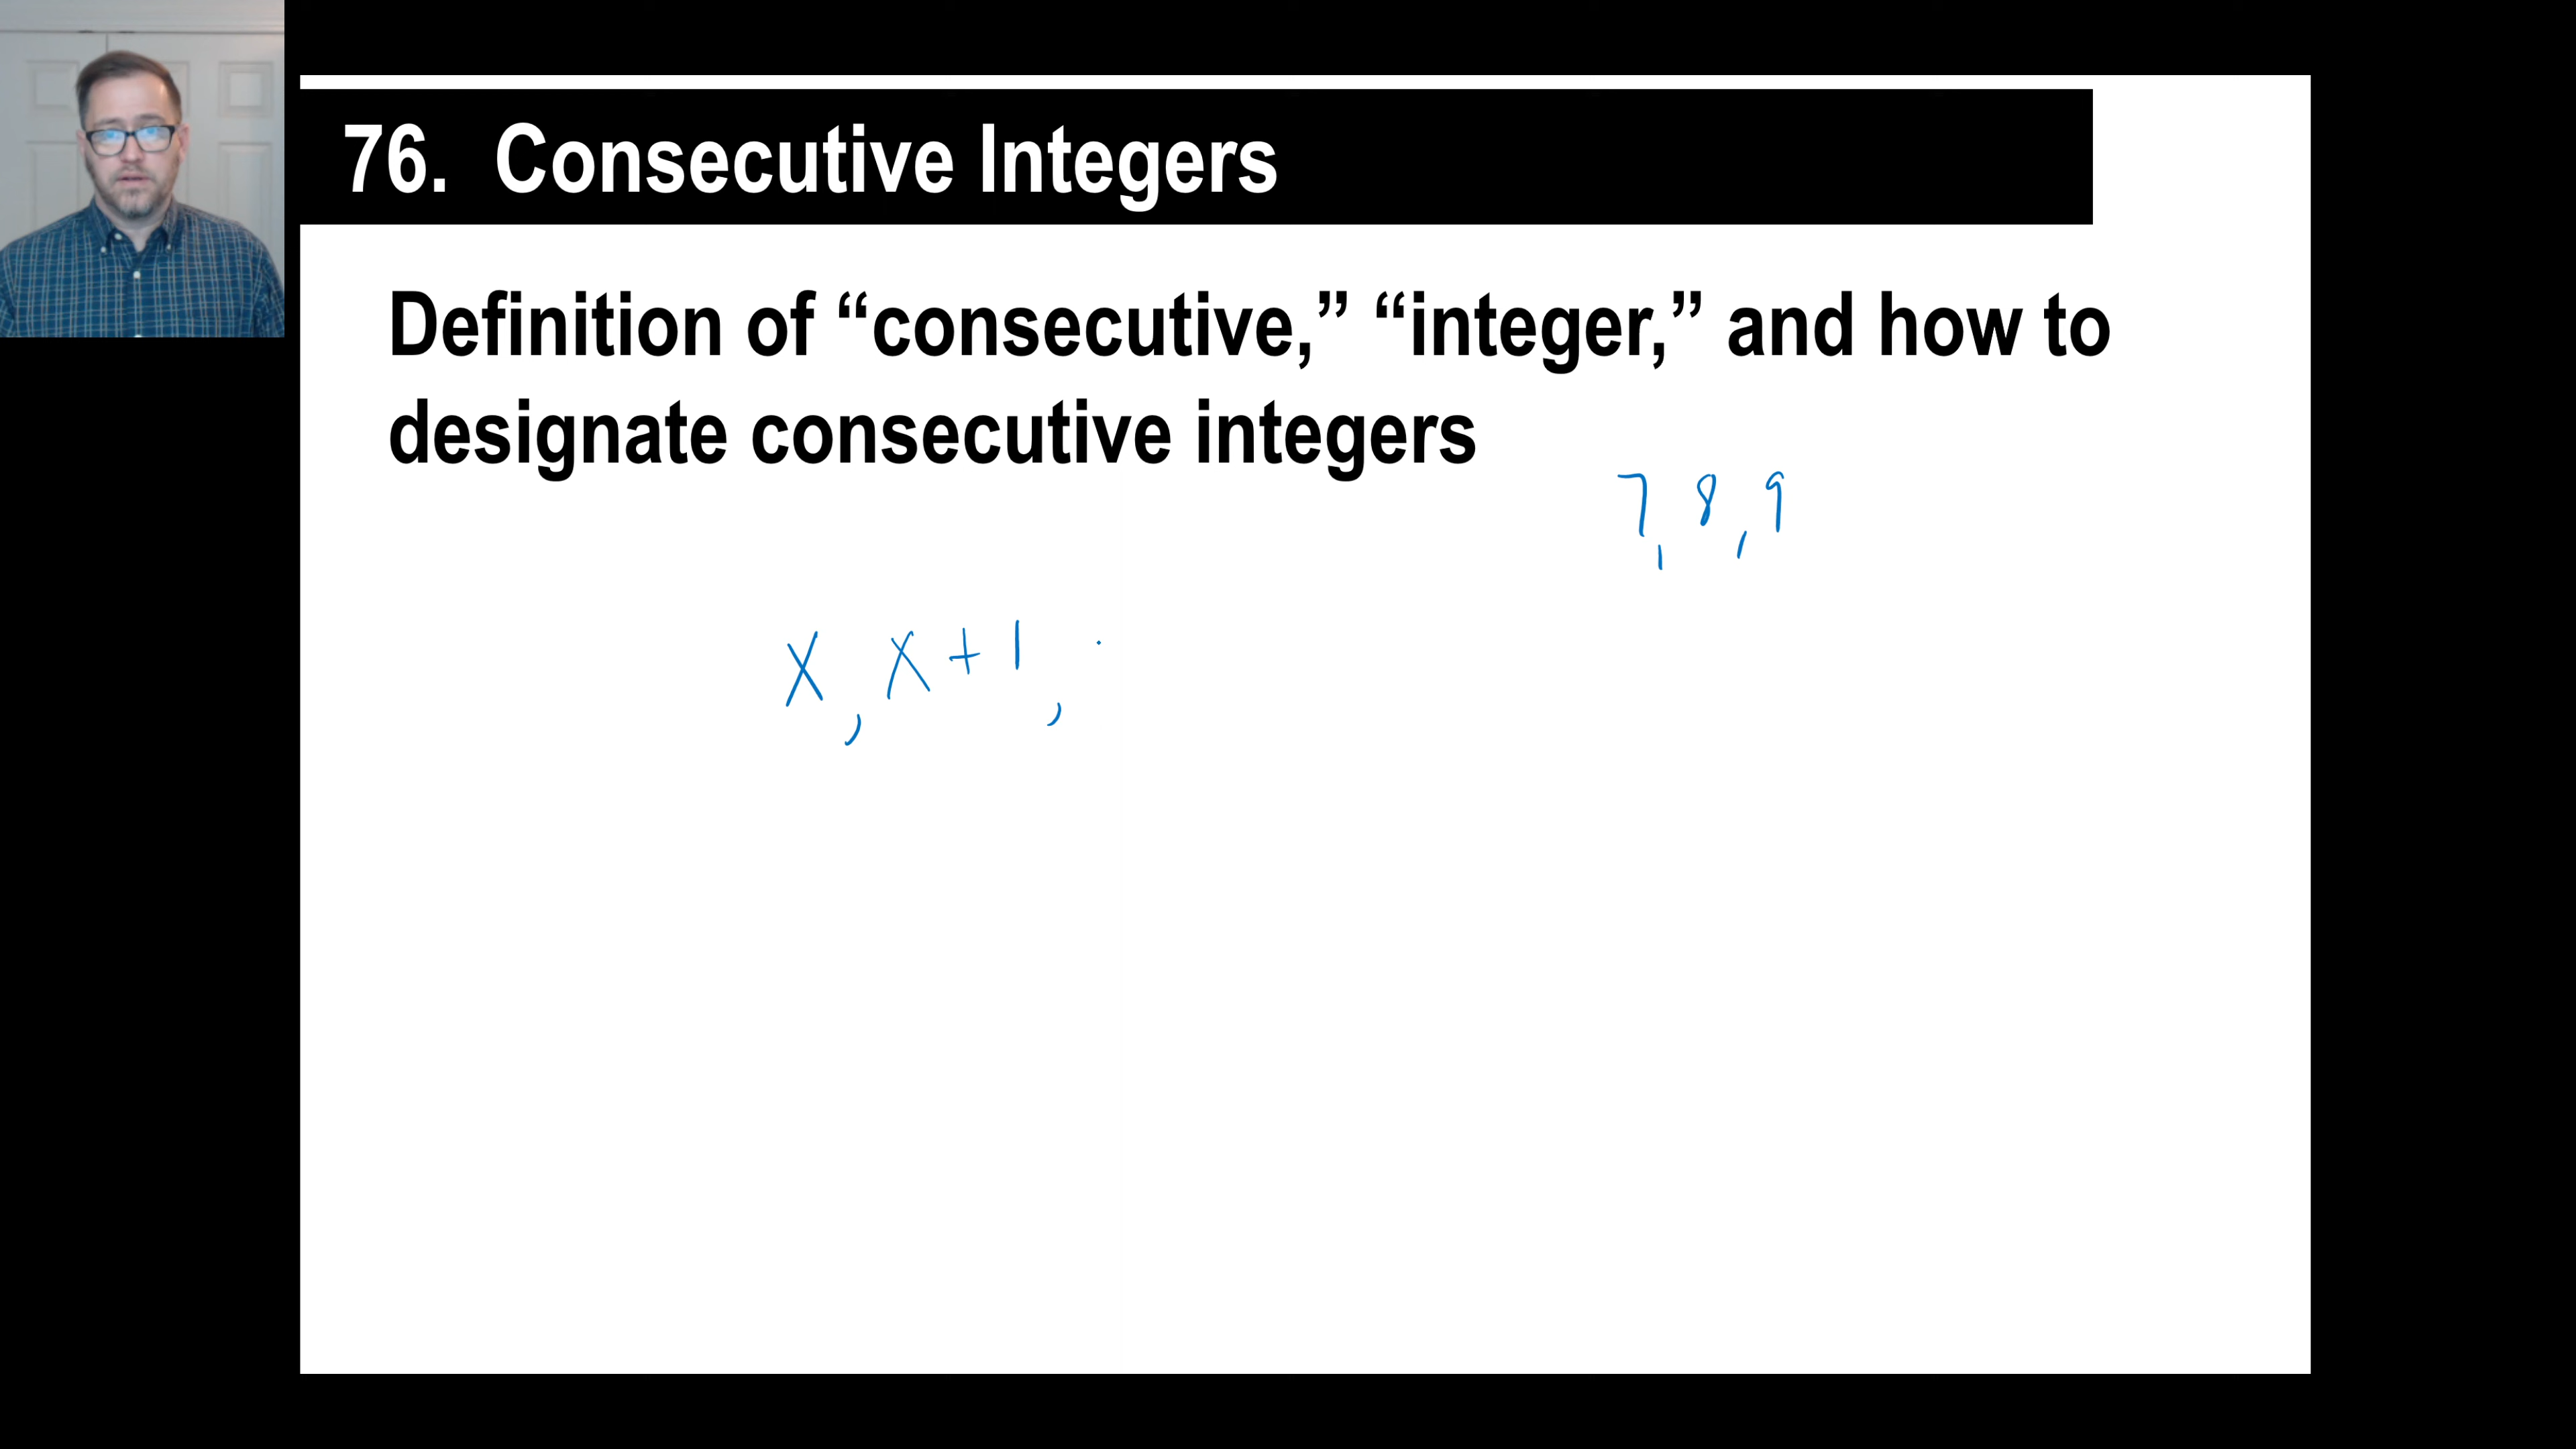 76. Consecutive Integers
Definition of “consecutive,” “integer,” and how to
designate consecutive integers
7, 8, 9
x, x + 1,